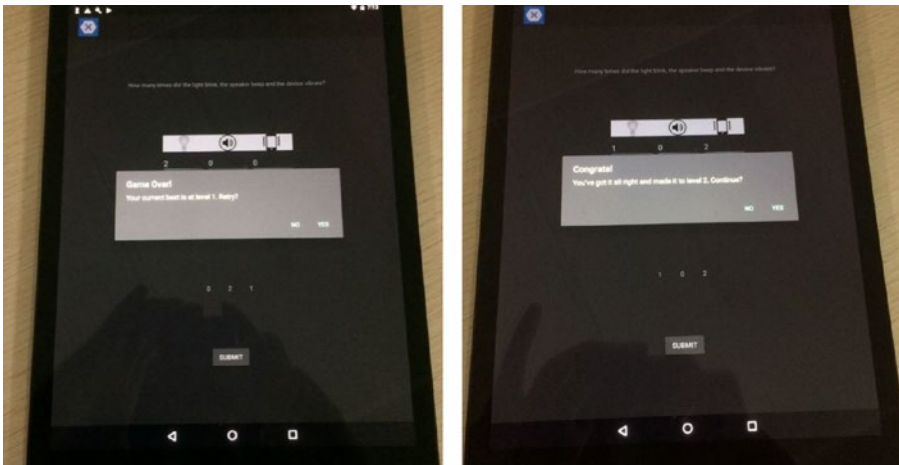 How many times did the light blink, the speaker beep and the device vibrate?
2 0 0
Game Over!
Your current best is at level 1. Retry?
NO YES
0 2 1
SUBMIT
How many times did the light blink, the speaker beep and the device vibrate?
1 0 2
Congrats!
You've got it all right and made it to level 2. Continue?
NO YES
1 0 2
SUBMIT